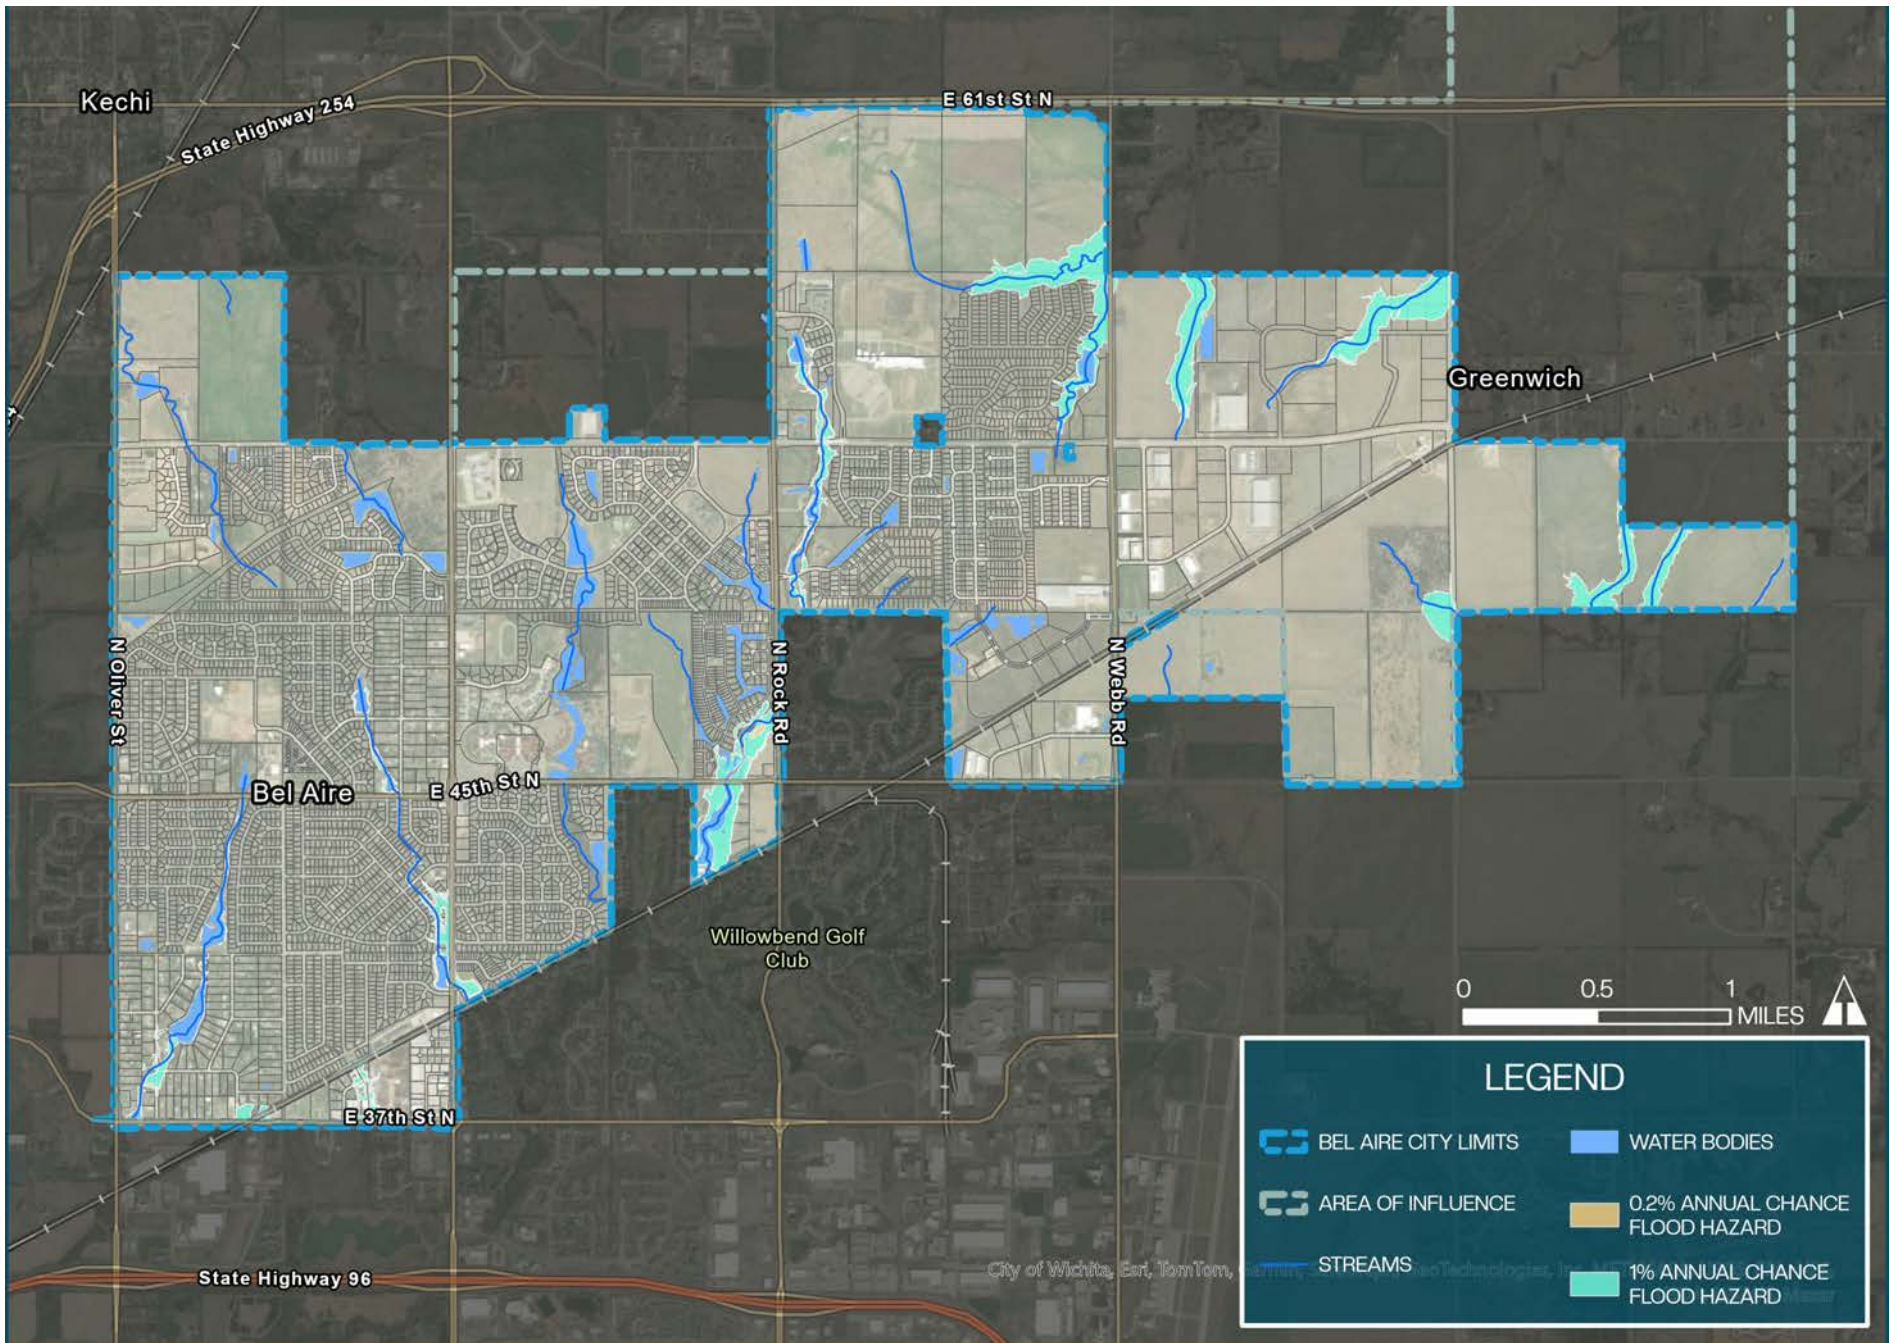 Kechi
State Highway 254
E 61st St N
Greenwich
N Oliver St
N Rock Rd
N Webb Rd
Bel Aire
E 45th St N
Willowbend Golf
Club
E 37th St N
State Highway 96
0 0.5 1
MILES
LEGEND
BEL AIRE CITY LIMITS
AREA OF INFLUENCE
STREAMS
WATER BODIES
0.2% ANNUAL CHANCE
FLOOD HAZARD
1% ANNUAL CHANCE
FLOOD HAZARD
City of Wichita, Esri, TomTom,